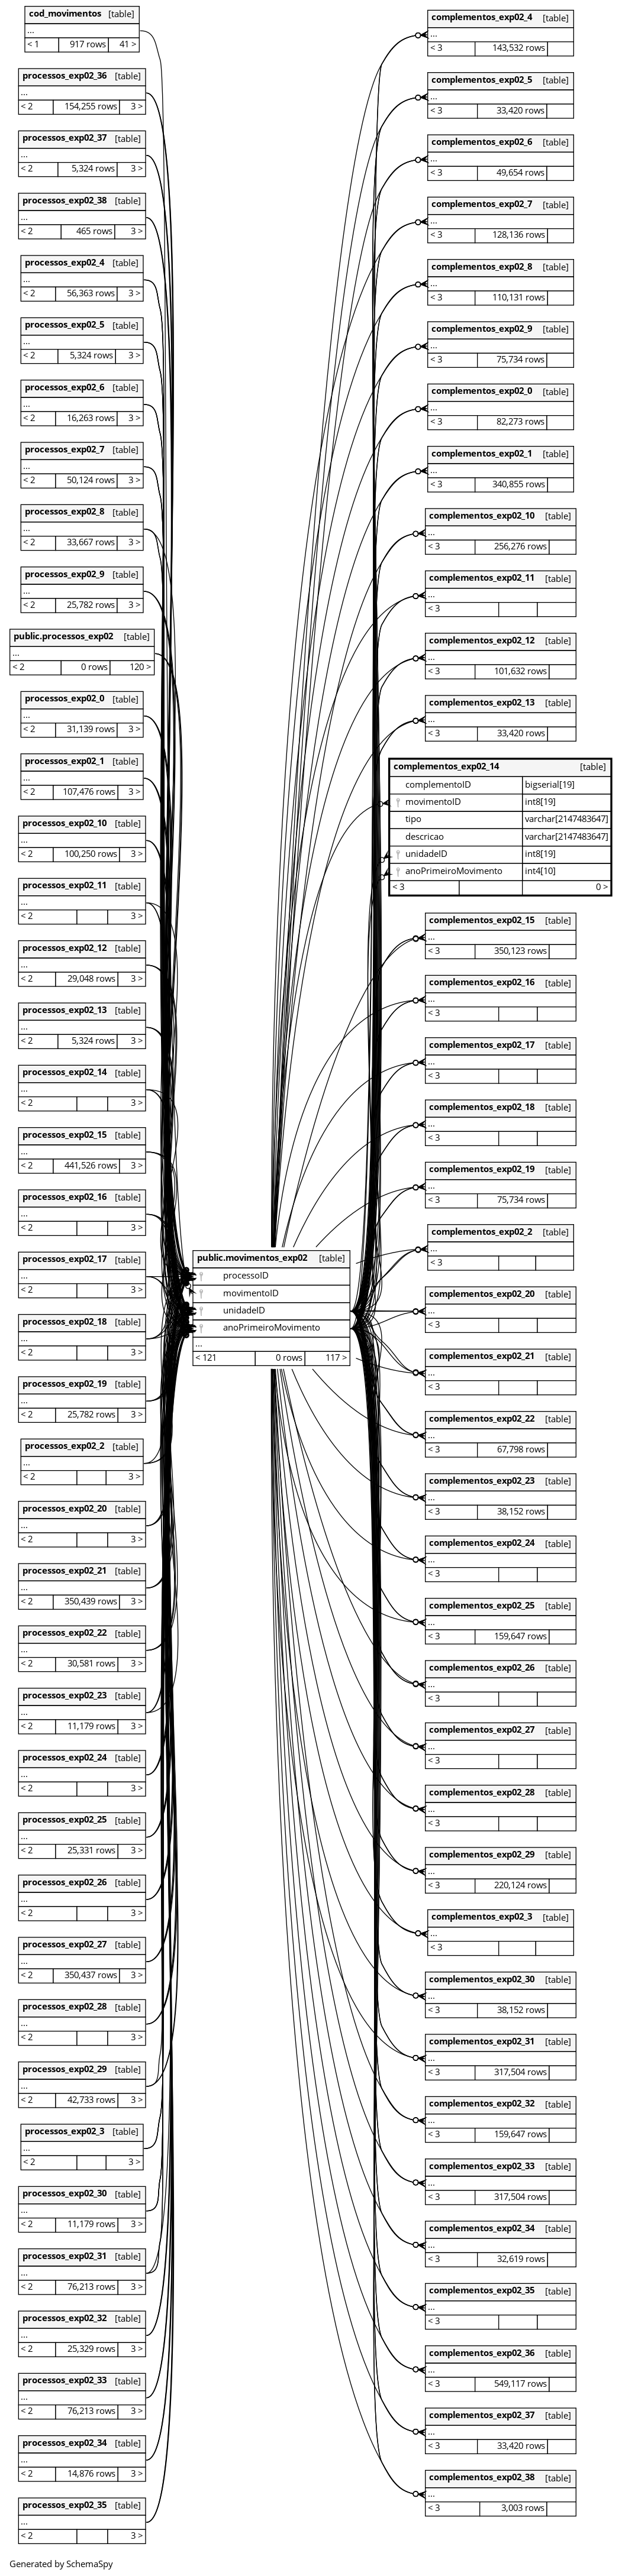 cod_movimentos [table]
...
< 1 917 rows 41 >
processos_exp02_36 [table]
...
< 2 154,255 rows 3 >
processos_exp02_37 [table]
...
< 2 5,324 rows 3 >
processos_exp02_38 [table]
...
< 2 465 rows 3 >
processos_exp02_4 [table]
...
< 2 56,363 rows 3 >
processos_exp02_5 [table]
...
< 2 5,324 rows 3 >
processos_exp02_6 [table]
...
< 2 16,263 rows 3 >
processos_exp02_7 [table]
...
< 2 50,124 rows 3 >
processos_exp02_8 [table]
...
< 2 33,667 rows 3 >
processos_exp02_9 [table]
...
< 2 25,782 rows 3 >
public.processos_exp02 [table]
...
< 2 0 rows 120 >
processos_exp02_0 [table]
...
< 2 31,139 rows 3 >
processos_exp02_1 [table]
...
< 2 107,476 rows 3 >
processos_exp02_10 [table]
...
< 2 100,250 rows 3 >
processos_exp02_11 [table]
...
< 2 3 >
processos_exp02_12 [table]
...
< 2 29,048 rows 3 >
processos_exp02_13 [table]
...
< 2 5,324 rows 3 >
processos_exp02_14 [table]
...
< 2 3 >
processos_exp02_15 [table]
...
< 2 441,526 rows 3 >
processos_exp02_16 [table]
...
< 2 3 >
processos_exp02_17 [table]
...
< 2 3 >
processos_exp02_18 [table]
...
< 2 3 >
processos_exp02_19 [table]
...
< 2 25,782 rows 3 >
processos_exp02_2 [table]
...
< 2 3 >
processos_exp02_20 [table]
...
< 2 3 >
processos_exp02_21 [table]
...
< 2 350,439 rows 3 >
processos_exp02_22 [table]
...
< 2 30,581 rows 3 >
processos_exp02_23 [table]
...
< 2 11,179 rows 3 >
processos_exp02_24 [table]
...
< 2 3 >
processos_exp02_25 [table]
...
< 2 25,331 rows 3 >
processos_exp02_26 [table]
...
< 2 3 >
processos_exp02_27 [table]
...
< 2 350,437 rows 3 >
processos_exp02_28 [table]
...
< 2 3 >
processos_exp02_29 [table]
...
< 2 42,733 rows 3 >
processos_exp02_3 [table]
...
< 2 3 >
processos_exp02_30 [table]
...
< 2 11,179 rows 3 >
processos_exp02_31 [table]
...
< 2 76,213 rows 3 >
processos_exp02_32 [table]
...
< 2 25,329 rows 3 >
processos_exp02_33 [table]
...
< 2 76,213 rows 3 >
processos_exp02_34 [table]
...
< 2 14,876 rows 3 >
processos_exp02_35 [table]
...
< 2 3 >
public.movimentos_exp02 [table]
processoID
movimentoID
unidadeID
anoPrimeiroMovimento
...
< 121 0 rows 117 >
complementos_exp02_4 [table]
...
< 3 143,532 rows
complementos_exp02_5 [table]
...
< 3 33,420 rows
complementos_exp02_6 [table]
...
< 3 49,654 rows
complementos_exp02_7 [table]
...
< 3 128,136 rows
complementos_exp02_8 [table]
...
< 3 110,131 rows
complementos_exp02_9 [table]
...
< 3 75,734 rows
complementos_exp02_0 [table]
...
< 3 82,273 rows
complementos_exp02_1 [table]
...
< 3 340,855 rows
complementos_exp02_10 [table]
...
< 3 256,276 rows
complementos_exp02_11 [table]
...
< 3
complementos_exp02_12 [table]
...
< 3 101,632 rows
complementos_exp02_13 [table]
...
< 3 33,420 rows
complementos_exp02_14 [table]
complementoID bigserial[19]
movimentoID int8[19]
tipo varchar[2147483647]
descricao varchar[2147483647]
unidadeID int8[19]
anoPrimeiroMovimento int4[10]
< 3 0 >
complementos_exp02_15 [table]
...
< 3 350,123 rows
complementos_exp02_16 [table]
...
< 3
complementos_exp02_17 [table]
...
< 3
complementos_exp02_18 [table]
...
< 3
complementos_exp02_19 [table]
...
< 3 75,734 rows
complementos_exp02_2 [table]
...
< 3
complementos_exp02_20 [table]
...
< 3
complementos_exp02_21 [table]
...
< 3
complementos_exp02_22 [table]
...
< 3 67,798 rows
complementos_exp02_23 [table]
...
< 3 38,152 rows
complementos_exp02_24 [table]
...
< 3
complementos_exp02_25 [table]
...
< 3 159,647 rows
complementos_exp02_26 [table]
...
< 3
complementos_exp02_27 [table]
...
< 3
complementos_exp02_28 [table]
...
< 3
complementos_exp02_29 [table]
...
< 3 220,124 rows
complementos_exp02_3 [table]
...
< 3
complementos_exp02_30 [table]
...
< 3 38,152 rows
complementos_exp02_31 [table]
...
< 3 317,504 rows
complementos_exp02_32 [table]
...
< 3 159,647 rows
complementos_exp02_33 [table]
...
< 3 317,504 rows
complementos_exp02_34 [table]
...
< 3 32,619 rows
complementos_exp02_35 [table]
...
< 3
complementos_exp02_36 [table]
...
< 3 549,117 rows
complementos_exp02_37 [table]
...
< 3 33,420 rows
complementos_exp02_38 [table]
...
< 3 3,003 rows
Generated by SchemaSpy